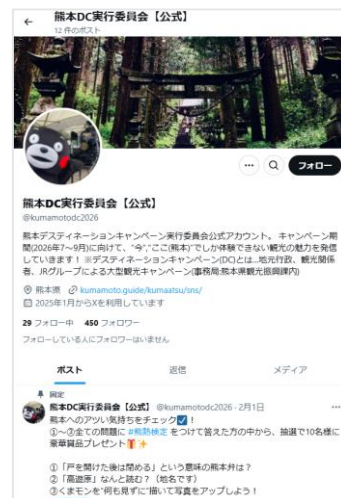 熊本DC実行委員会【公式】
12 件のポスト
フォロー
熊本DC実行委員会【公式】
@kumamotodc2026
熊本デスティネーションキャンペーン実行委員会公式アカウント。 キャンペーン期
間(2026年7~9月)に向けて、"今","ここ(熊本)"でしか体験できない観光の魅力を発信
していきます！ ※デスティネーションキャンペーン(DC)とは…地元行政、観光関係
者、JRグループによる大型観光キャンペーン(事務局:熊本県観光振興課内)
熊本県 kumamoto.guide/kumaatsu/sns/
2025年1月からXを利用しています
29 フォロー中 450 フォロワー
フォローしている人にフォロワーはいません
ポスト 返信 メディア
固定
熊本DC実行委員会【公式】 @kumamotodc2026・2月1日
熊本へのアツい気持ちをチェック☑！
①~③全ての問題に #熊熱検定 をつけて答えた方の中から、抽選で10名様に
豪華賞品プレゼント🎁✨
①「戸を開けた後は閉める」という意味の熊本弁は？
②「高遊原」なんと読む？（地名です）
③くまモンを"何も見ずに"描いて写真をアップしよう！